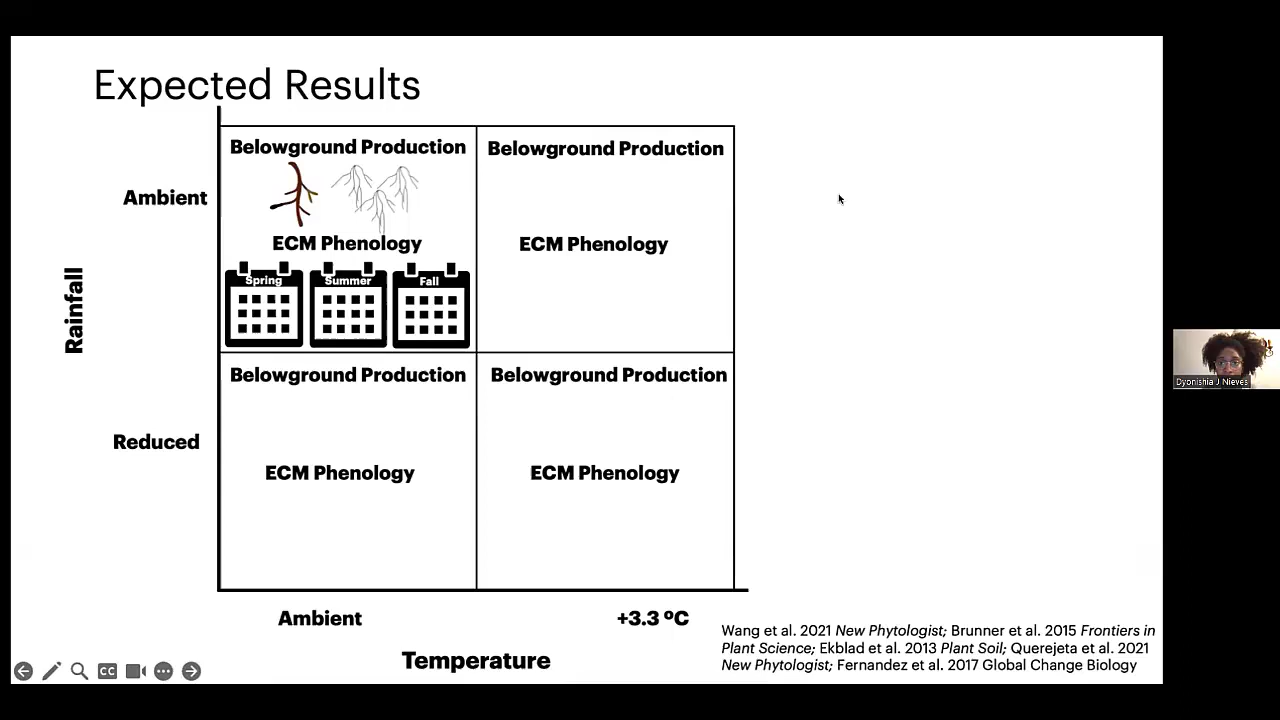 Expected Results
Belowground Production
Belowground Production
Ambient
ECM Phenology
ECM Phenology
Spring
Summer
Fall
Rainfall
Belowground Production
Belowground Production
Reduced
ECM Phenology
ECM Phenology
Ambient
+3.3 ºC
Temperature
Wang et al. 2021 New Phytologist; Brunner et al. 2015 Frontiers in
Plant Science; Ekblad et al. 2013 Plant Soil; Querejeta et al. 2021
New Phytologist; Fernandez et al. 2017 Global Change Biology
CC
Dyonishia J Nieves